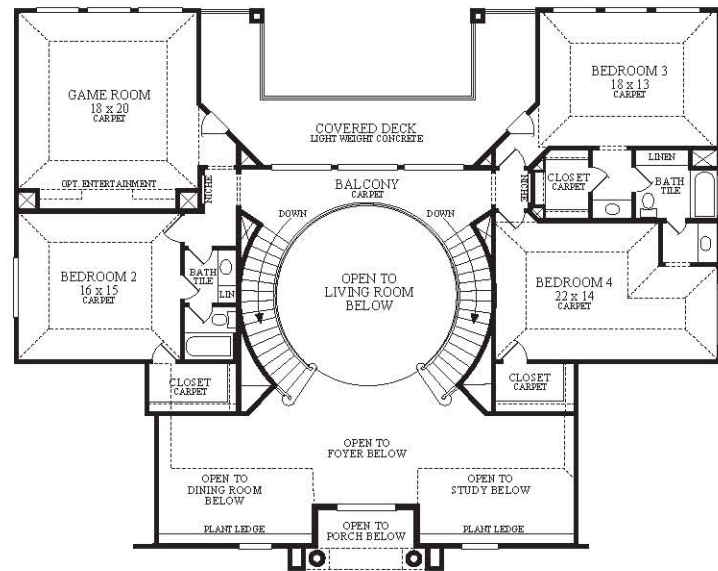 GAME ROOM
18 x 20
CARPET
BEDROOM 3
18 x 13
CARPET
COVERED DECK
LIGHT WEIGHT CONCRETE
OPT. ENTERTAINMENT
NICHE
BALCONY
CARPET
NICHE
CLOSET
CARPET
LINEN
BATH
TILE
DOWN
DOWN
BEDROOM 2
16 x 15
CARPET
BATH
TILE
LIN
OPEN TO
LIVING ROOM
BELOW
BEDROOM 4
22 x 14
CARPET
CLOSET
CARPET
CLOSET
CARPET
OPEN TO
FOYER BELOW
OPEN TO
DINING ROOM
BELOW
OPEN TO
STUDY BELOW
PLANT LEDGE
OPEN TO
PORCH BELOW
PLANT LEDGE